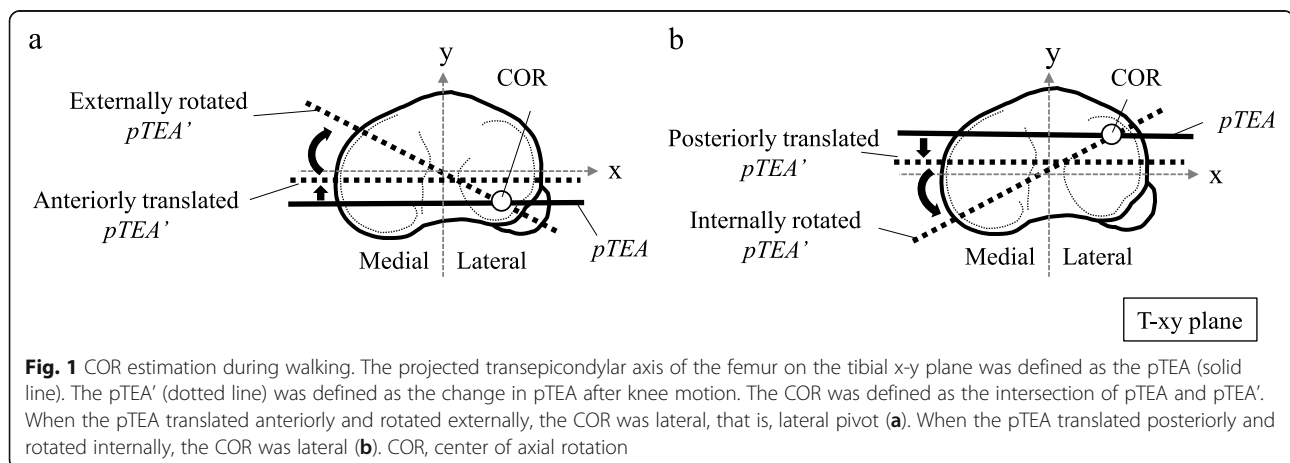 a
y
COR
Externally rotated
pTEA'
x
Anteriorly translated
pTEA'
pTEA
Medial
Lateral
b
y
COR
pTEA
Posteriorly translated
pTEA'
x
Internally rotated
pTEA'
Medial
Lateral
T-xy plane
Fig. 1 COR estimation during walking. The projected transepicondylar axis of the femur on the tibial x-y plane was defined as the pTEA (solid
line). The pTEA' (dotted line) was defined as the change in pTEA after knee motion. The COR was defined as the intersection of pTEA and pTEA'.
When the pTEA translated anteriorly and rotated externally, the COR was lateral, that is, lateral pivot (a). When the pTEA translated posteriorly and
rotated internally, the COR was lateral (b). COR, center of axial rotation